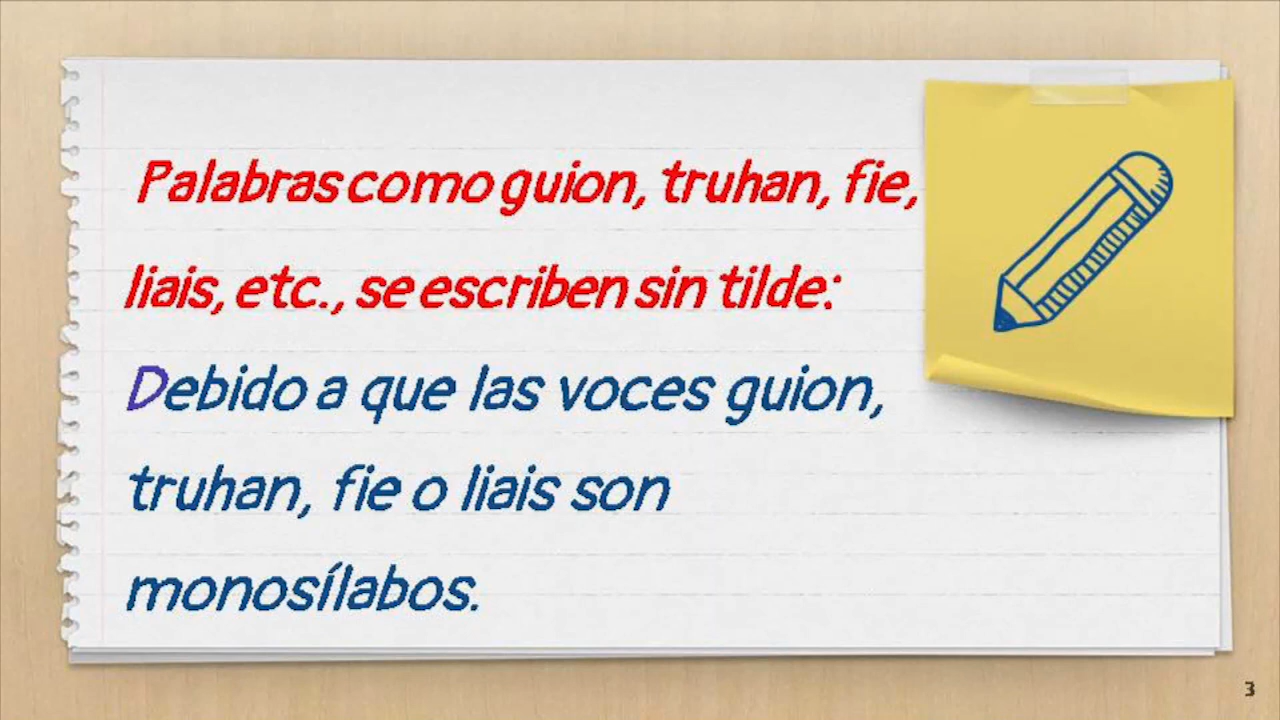 Palabras como guion, truhan, fie,
liais, etc., se escriben sin tilde:
Debido a que las voces guion,
truhan, fie o liais son
monosílabos.
3